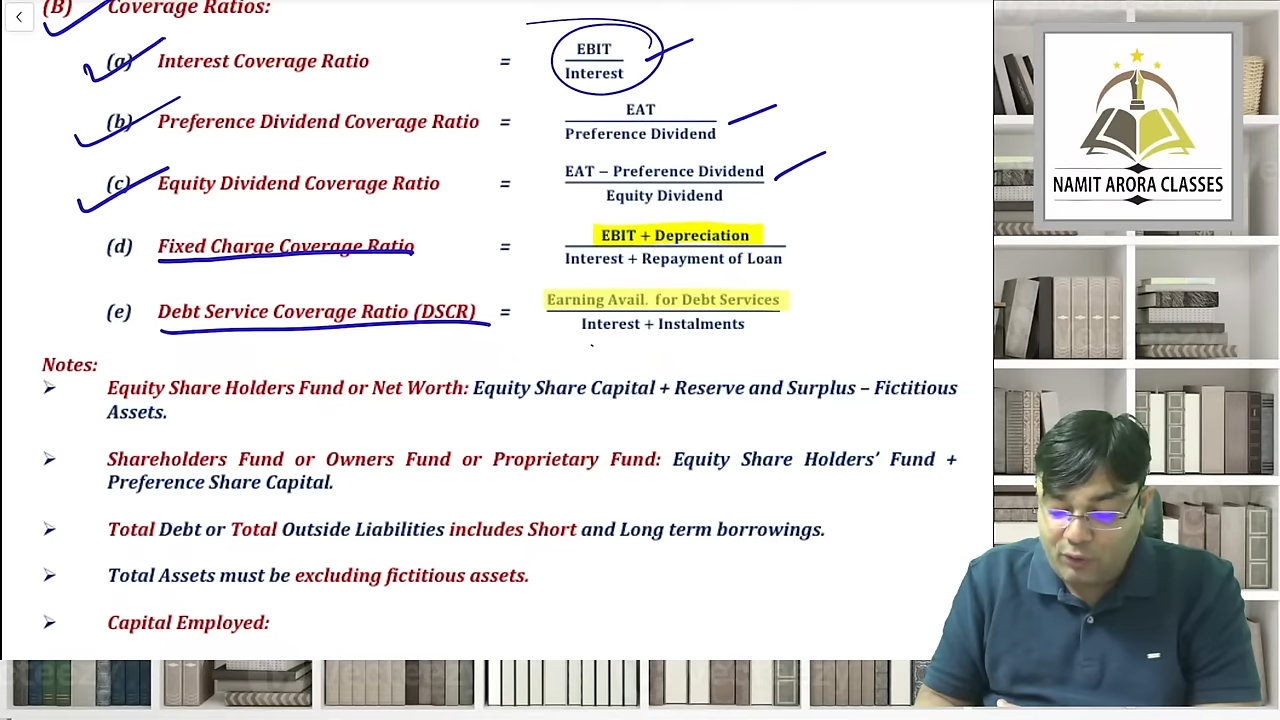 (B) Coverage Ratios:
(a) Interest Coverage Ratio = EBIT
Interest
(b) Preference Dividend Coverage Ratio = EAT
Preference Dividend
(c) Equity Dividend Coverage Ratio = EAT – Preference Dividend
Equity Dividend
(d) Fixed Charge Coverage Ratio = EBIT + Depreciation
Interest + Repayment of Loan
(e) Debt Service Coverage Ratio (DSCR) = Earning Avail. for Debt Services
Interest + Instalments
Notes:
➢ Equity Share Holders Fund or Net Worth: Equity Share Capital + Reserve and Surplus – Fictitious
Assets.
➢ Shareholders Fund or Owners Fund or Proprietary Fund: Equity Share Holders’ Fund +
Preference Share Capital.
➢ Total Debt or Total Outside Liabilities includes Short and Long term borrowings.
➢ Total Assets must be excluding fictitious assets.
➢ Capital Employed:
NAMIT ARORA CLASSES